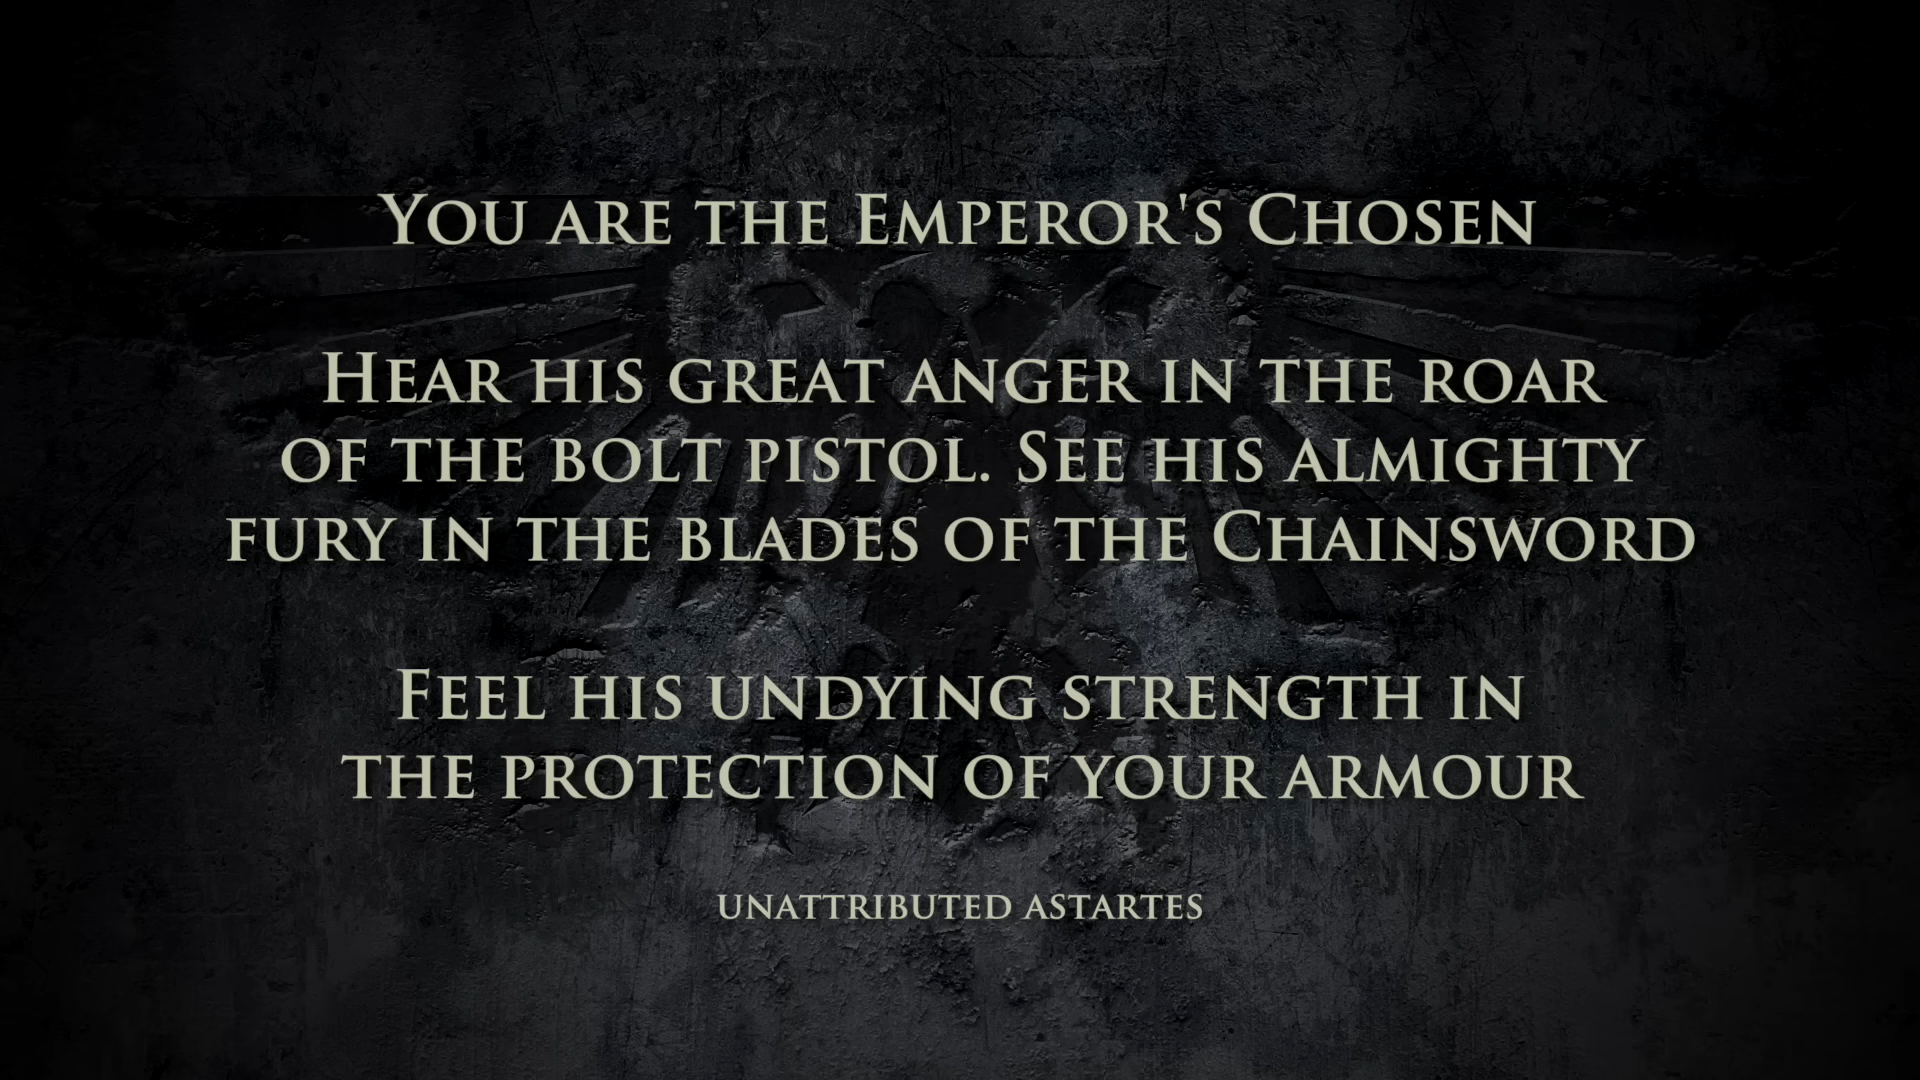 You are the Emperor's Chosen
Hear his great anger in the roar
of the bolt pistol. See his almighty
fury in the blades of the Chainsword
Feel his undying strength in
the protection of your armour
unattributed astartes